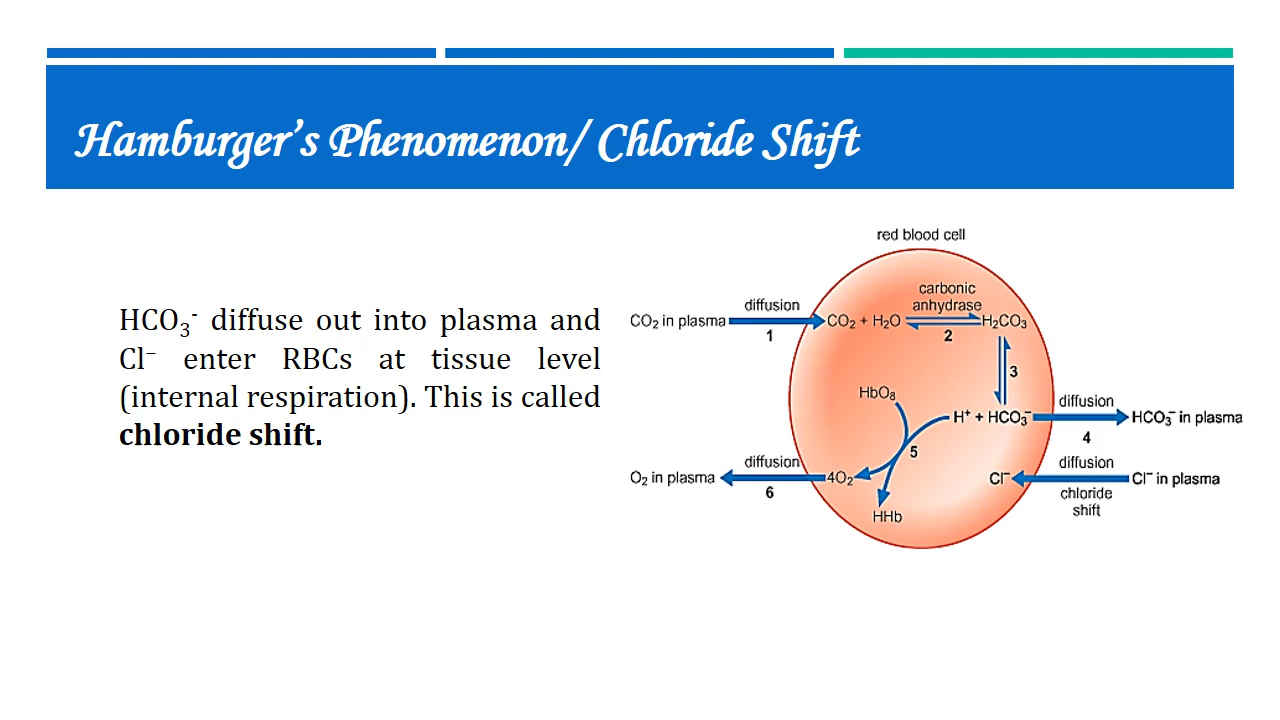 Hamburger’s Phenomenon/ Chloride Shift
HCO₃⁻ diffuse out into plasma and
Cl⁻ enter RBCs at tissue level
(internal respiration). This is called
chloride shift.
red blood cell
carbonic
anhydrase
diffusion
CO₂ in plasma
CO₂ + H₂O
H₂CO₃
1
2
3
HbO₈
diffusion
H⁺ + HCO₃⁻
HCO₃⁻ in plasma
4
5
diffusion
diffusion
O₂ in plasma
4O₂
Cl⁻
Cl⁻ in plasma
6
chloride
shift
HHb